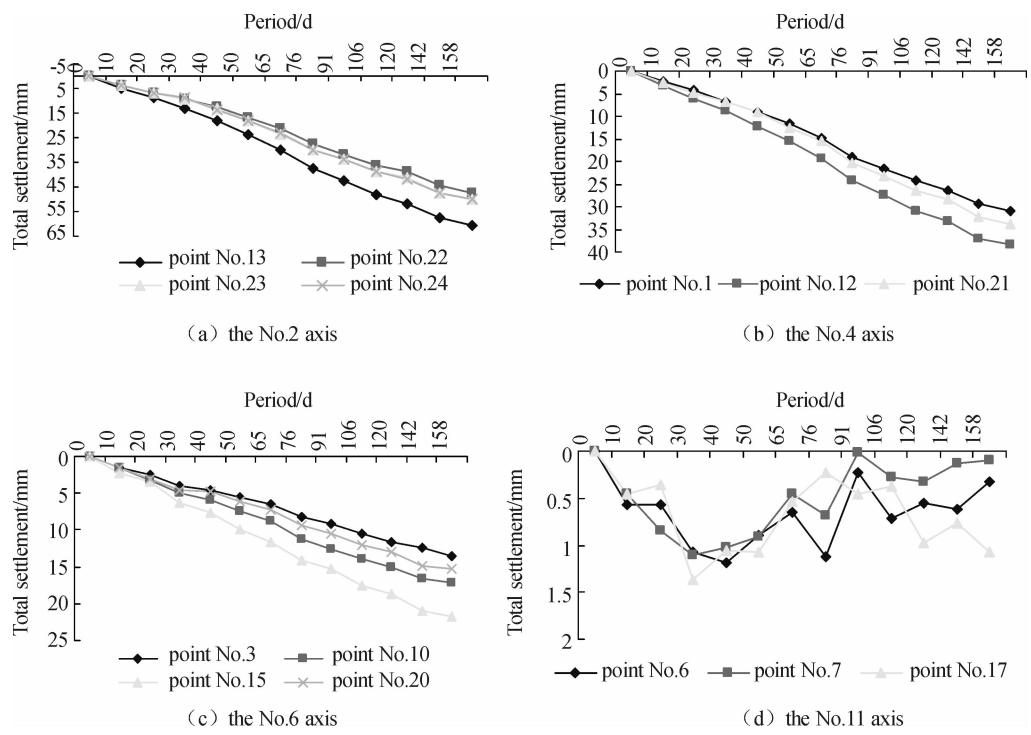 Period/d
0 10 20 30 40 50 65 76 91 106 120 142 158
-5
5
15
25
35
45
55
65
Total settlement/mm
point No.13 point No.22
point No.23 point No.24
（a）the No.2 axis
Period/d
0 10 20 30 40 50 65 76 91 106 120 142 158
0
5
10
15
20
25
30
35
40
Total settlement/mm
point No.1 point No.12 point No.21
（b）the No.4 axis
Period/d
0 10 20 30 40 50 65 76 91 106 120 142 158
0
5
10
15
20
25
Total settlement/mm
point No.3 point No.10
point No.15 point No.20
（c）the No.6 axis
Period/d
0 10 20 30 40 50 65 76 91 106 120 142 158
0
0.5
1
1.5
2
Total settlement/mm
point No.6 point No.7 point No.17
（d）the No.11 axis